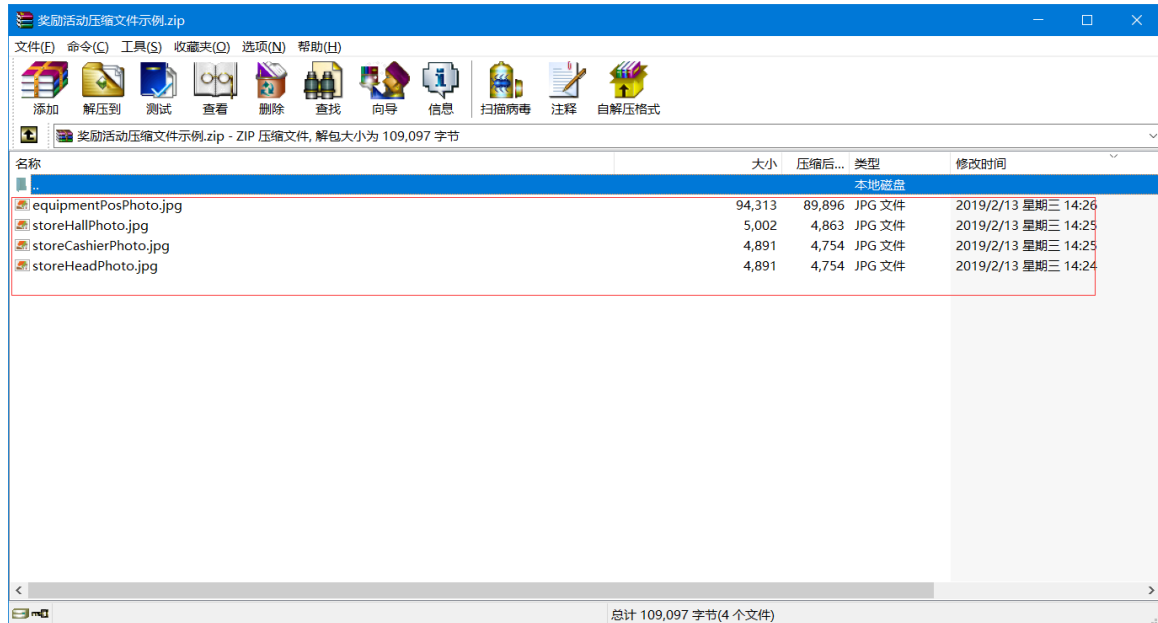 奖励活动压缩文件示例.zip
文件(F) 命令(C) 工具(S) 收藏夹(O) 选项(N) 帮助(H)
添加 解压到 测试 查看 删除 查找 向导 信息 扫描病毒 注释 自解压格式
奖励活动压缩文件示例.zip - ZIP 压缩文件, 解包大小为 109,097 字节
名称 大小 压缩后... 类型 修改时间
.. 本地磁盘
equipmentPosPhoto.jpg 94,313 89,896 JPG 文件 2019/2/13 星期三 14:26
storeHallPhoto.jpg 5,002 4,863 JPG 文件 2019/2/13 星期三 14:25
storeCashierPhoto.jpg 4,891 4,754 JPG 文件 2019/2/13 星期三 14:25
storeHeadPhoto.jpg 4,891 4,754 JPG 文件 2019/2/13 星期三 14:24
总计 109,097 字节(4 个文件)